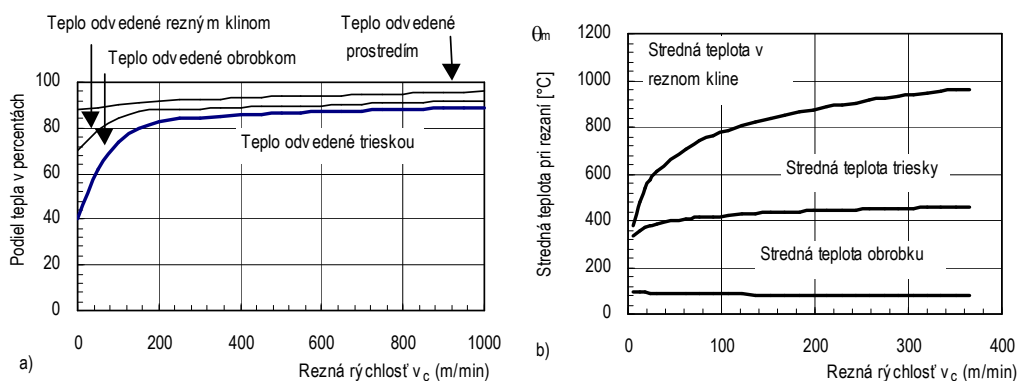 Teplo odvedené rezným klinom
Teplo odvedené obrobkom
Teplo odvedené
prostredím
Podiel tepla v percentách
100
80
60
40
20
0
Teplo odvedené trieskou
0 200 400 600 800 1000
Rezná rýchlosť vc (m/min)
a)
θm
Stredná teplota pri rezaní [°C]
1200
1000
800
600
400
200
0
Stredná teplota v
reznom kline
Stredná teplota triesky
Stredná teplota obrobku
0 100 200 300 400
Rezná rýchlosť vc (m/min)
b)